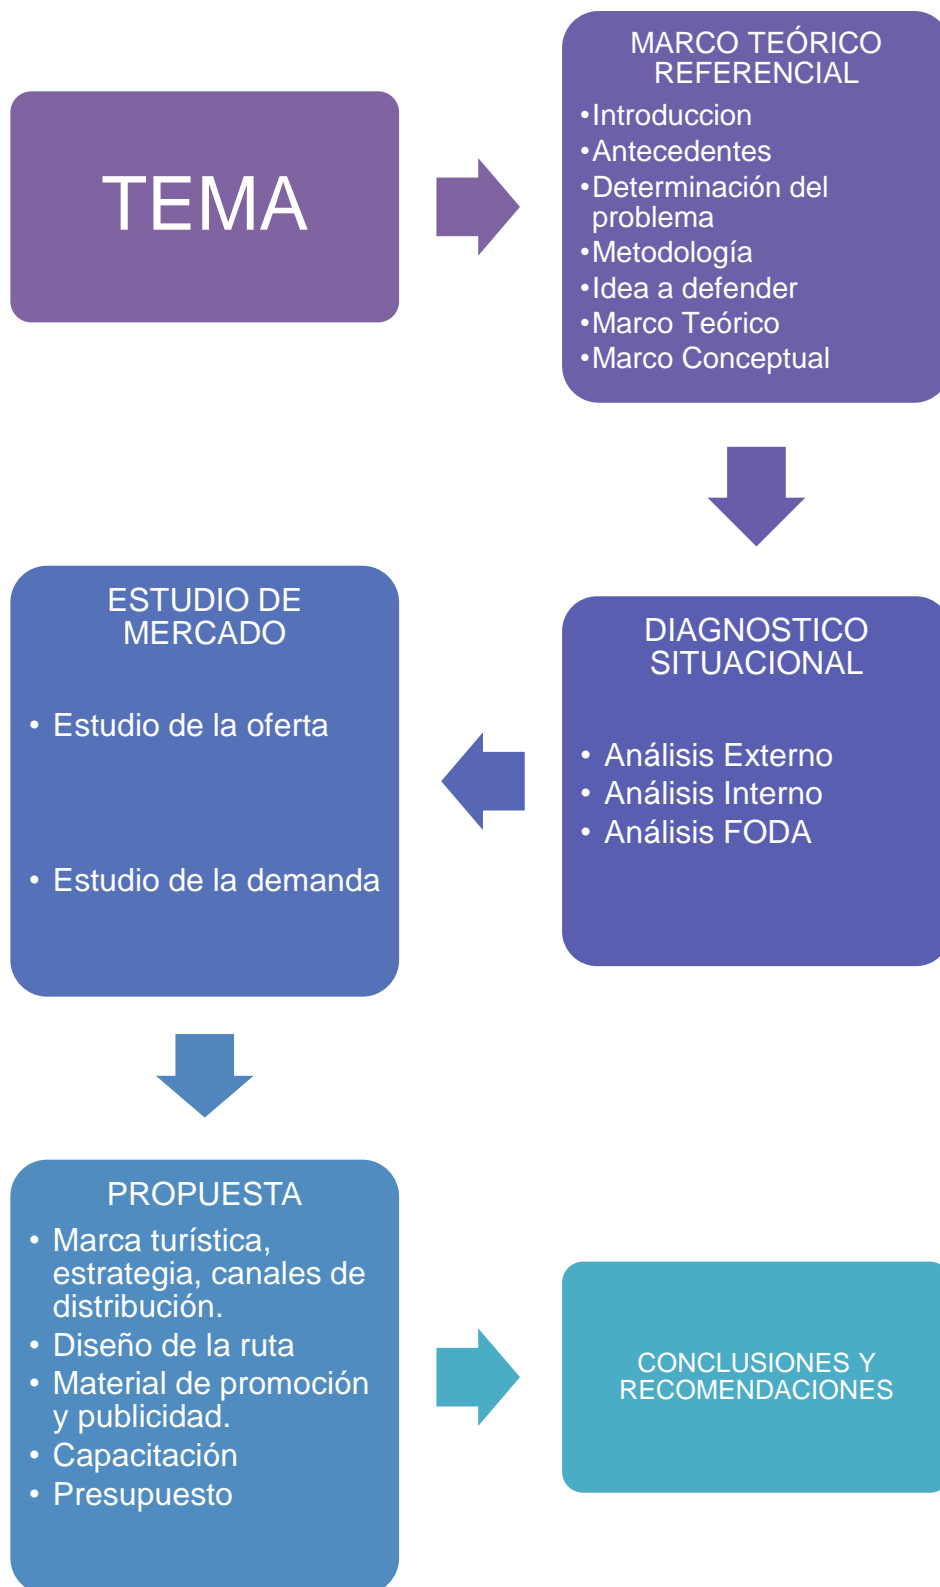 TEMA
MARCO TEÓRICO
REFERENCIAL
•Introduccion
•Antecedentes
•Determinación del
problema
•Metodología
•Idea a defender
•Marco Teórico
•Marco Conceptual
DIAGNOSTICO
SITUACIONAL
• Análisis Externo
• Análisis Interno
• Análisis FODA
ESTUDIO DE
MERCADO
• Estudio de la oferta
• Estudio de la demanda
PROPUESTA
• Marca turística,
estrategia, canales de
distribución.
• Diseño de la ruta
• Material de promoción
y publicidad.
• Capacitación
• Presupuesto
CONCLUSIONES Y
RECOMENDACIONES